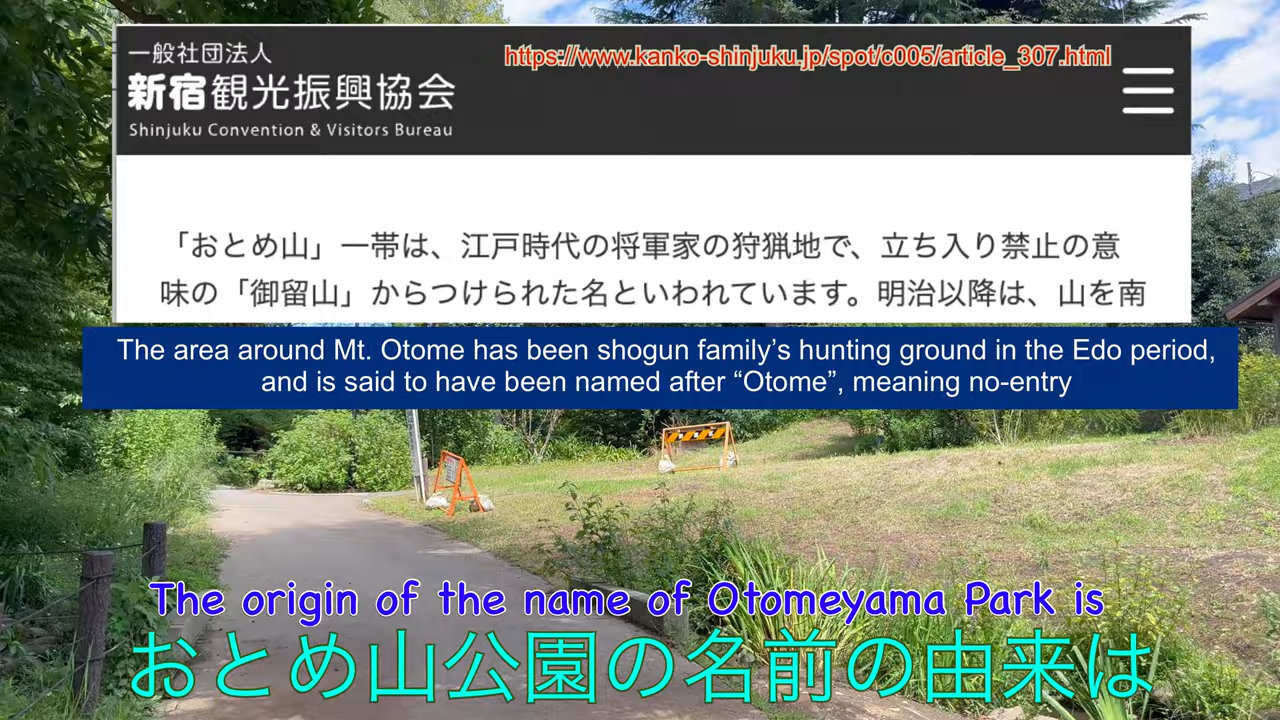 一般社団法人
新宿観光振興協会
Shinjuku Convention & Visitors Bureau
https://www.kanko-shinjuku.jp/spot/c005/article_307.html
「おとめ山」一帯は、江戸時代の将軍家の狩猟地で、立ち入り禁止の意
味の「御留山」からつけられた名といわれています。明治以降は、山を南
The area around Mt. Otome has been shogun family’s hunting ground in the Edo period,
and is said to have been named after “Otome”, meaning no-entry
The origin of the name of Otomeyama Park is
おとめ山公園の名前の由来は